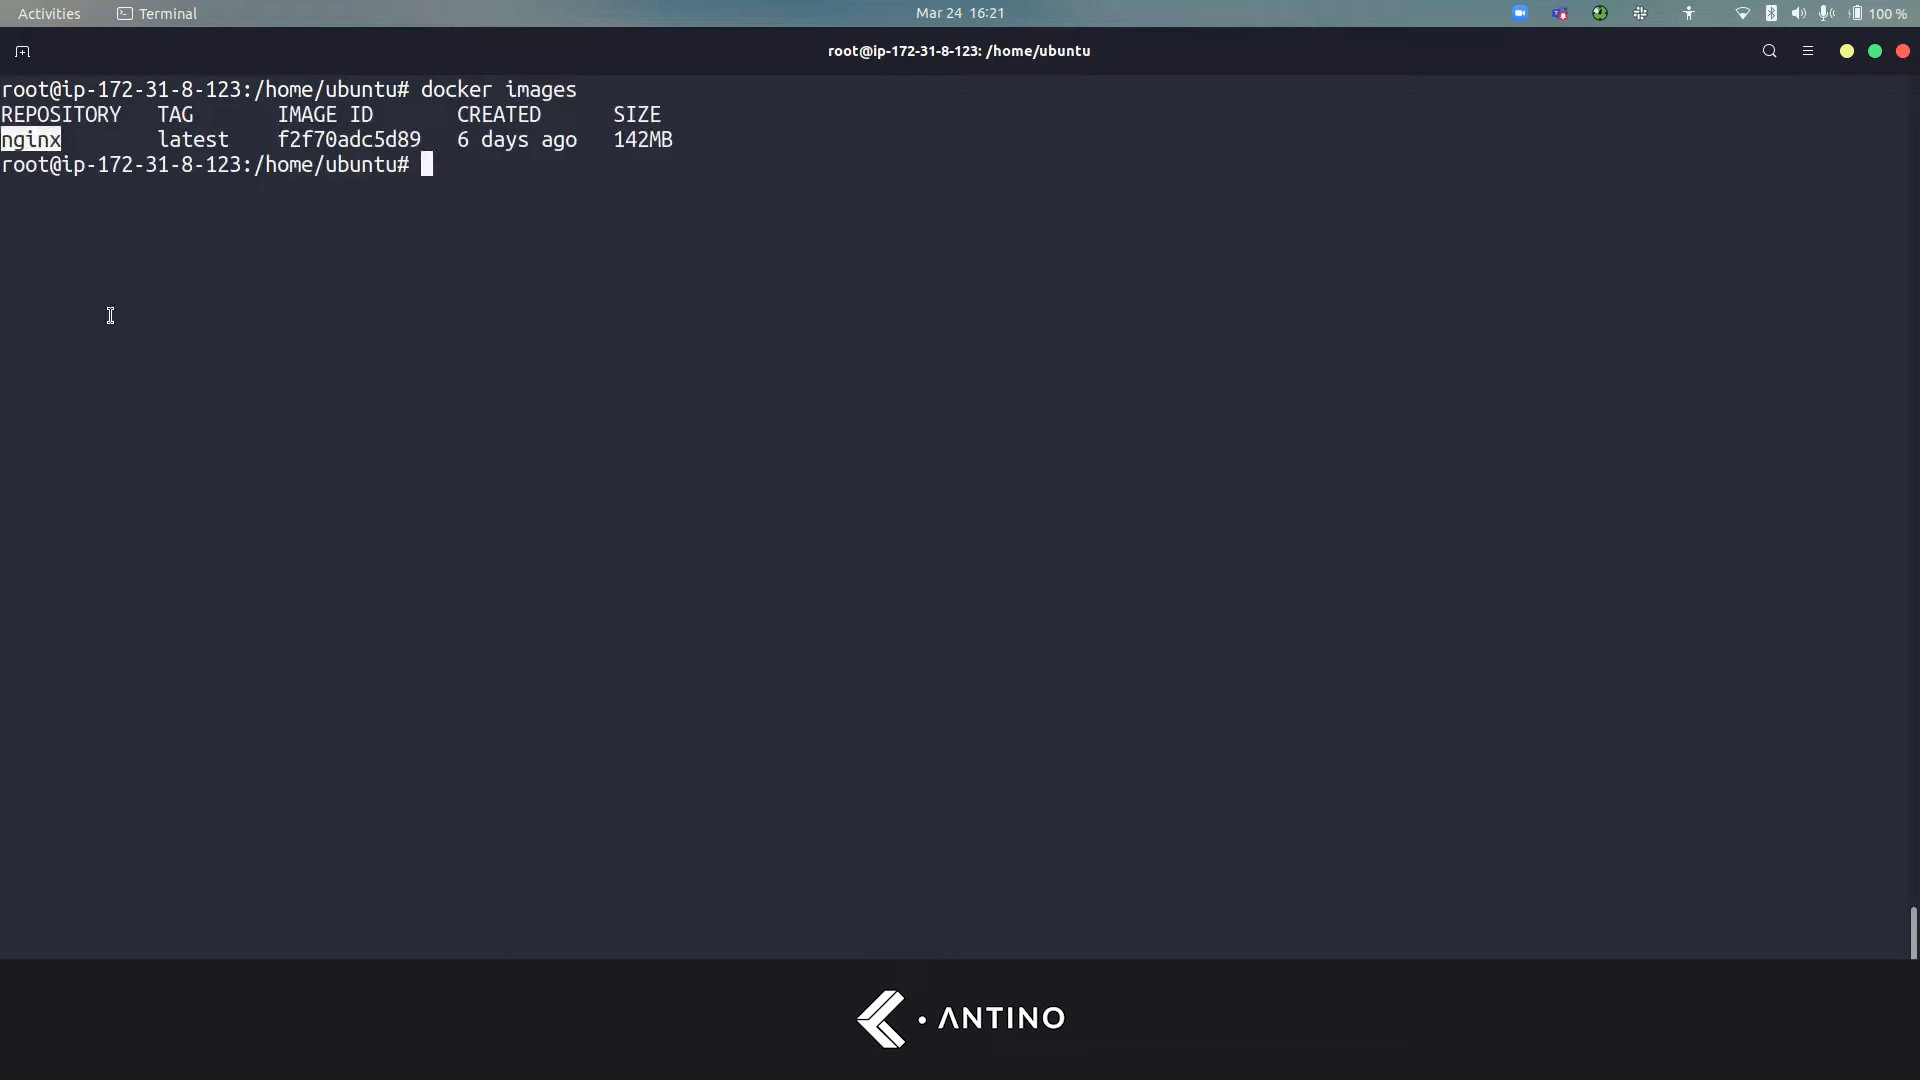 Activities Terminal Mar 24 16:21 100 %
root@ip-172-31-8-123: /home/ubuntu
root@ip-172-31-8-123:/home/ubuntu# docker images
REPOSITORY TAG IMAGE ID CREATED SIZE
nginx latest f2f70adc5d89 6 days ago 142MB
root@ip-172-31-8-123:/home/ubuntu#
ANTINO